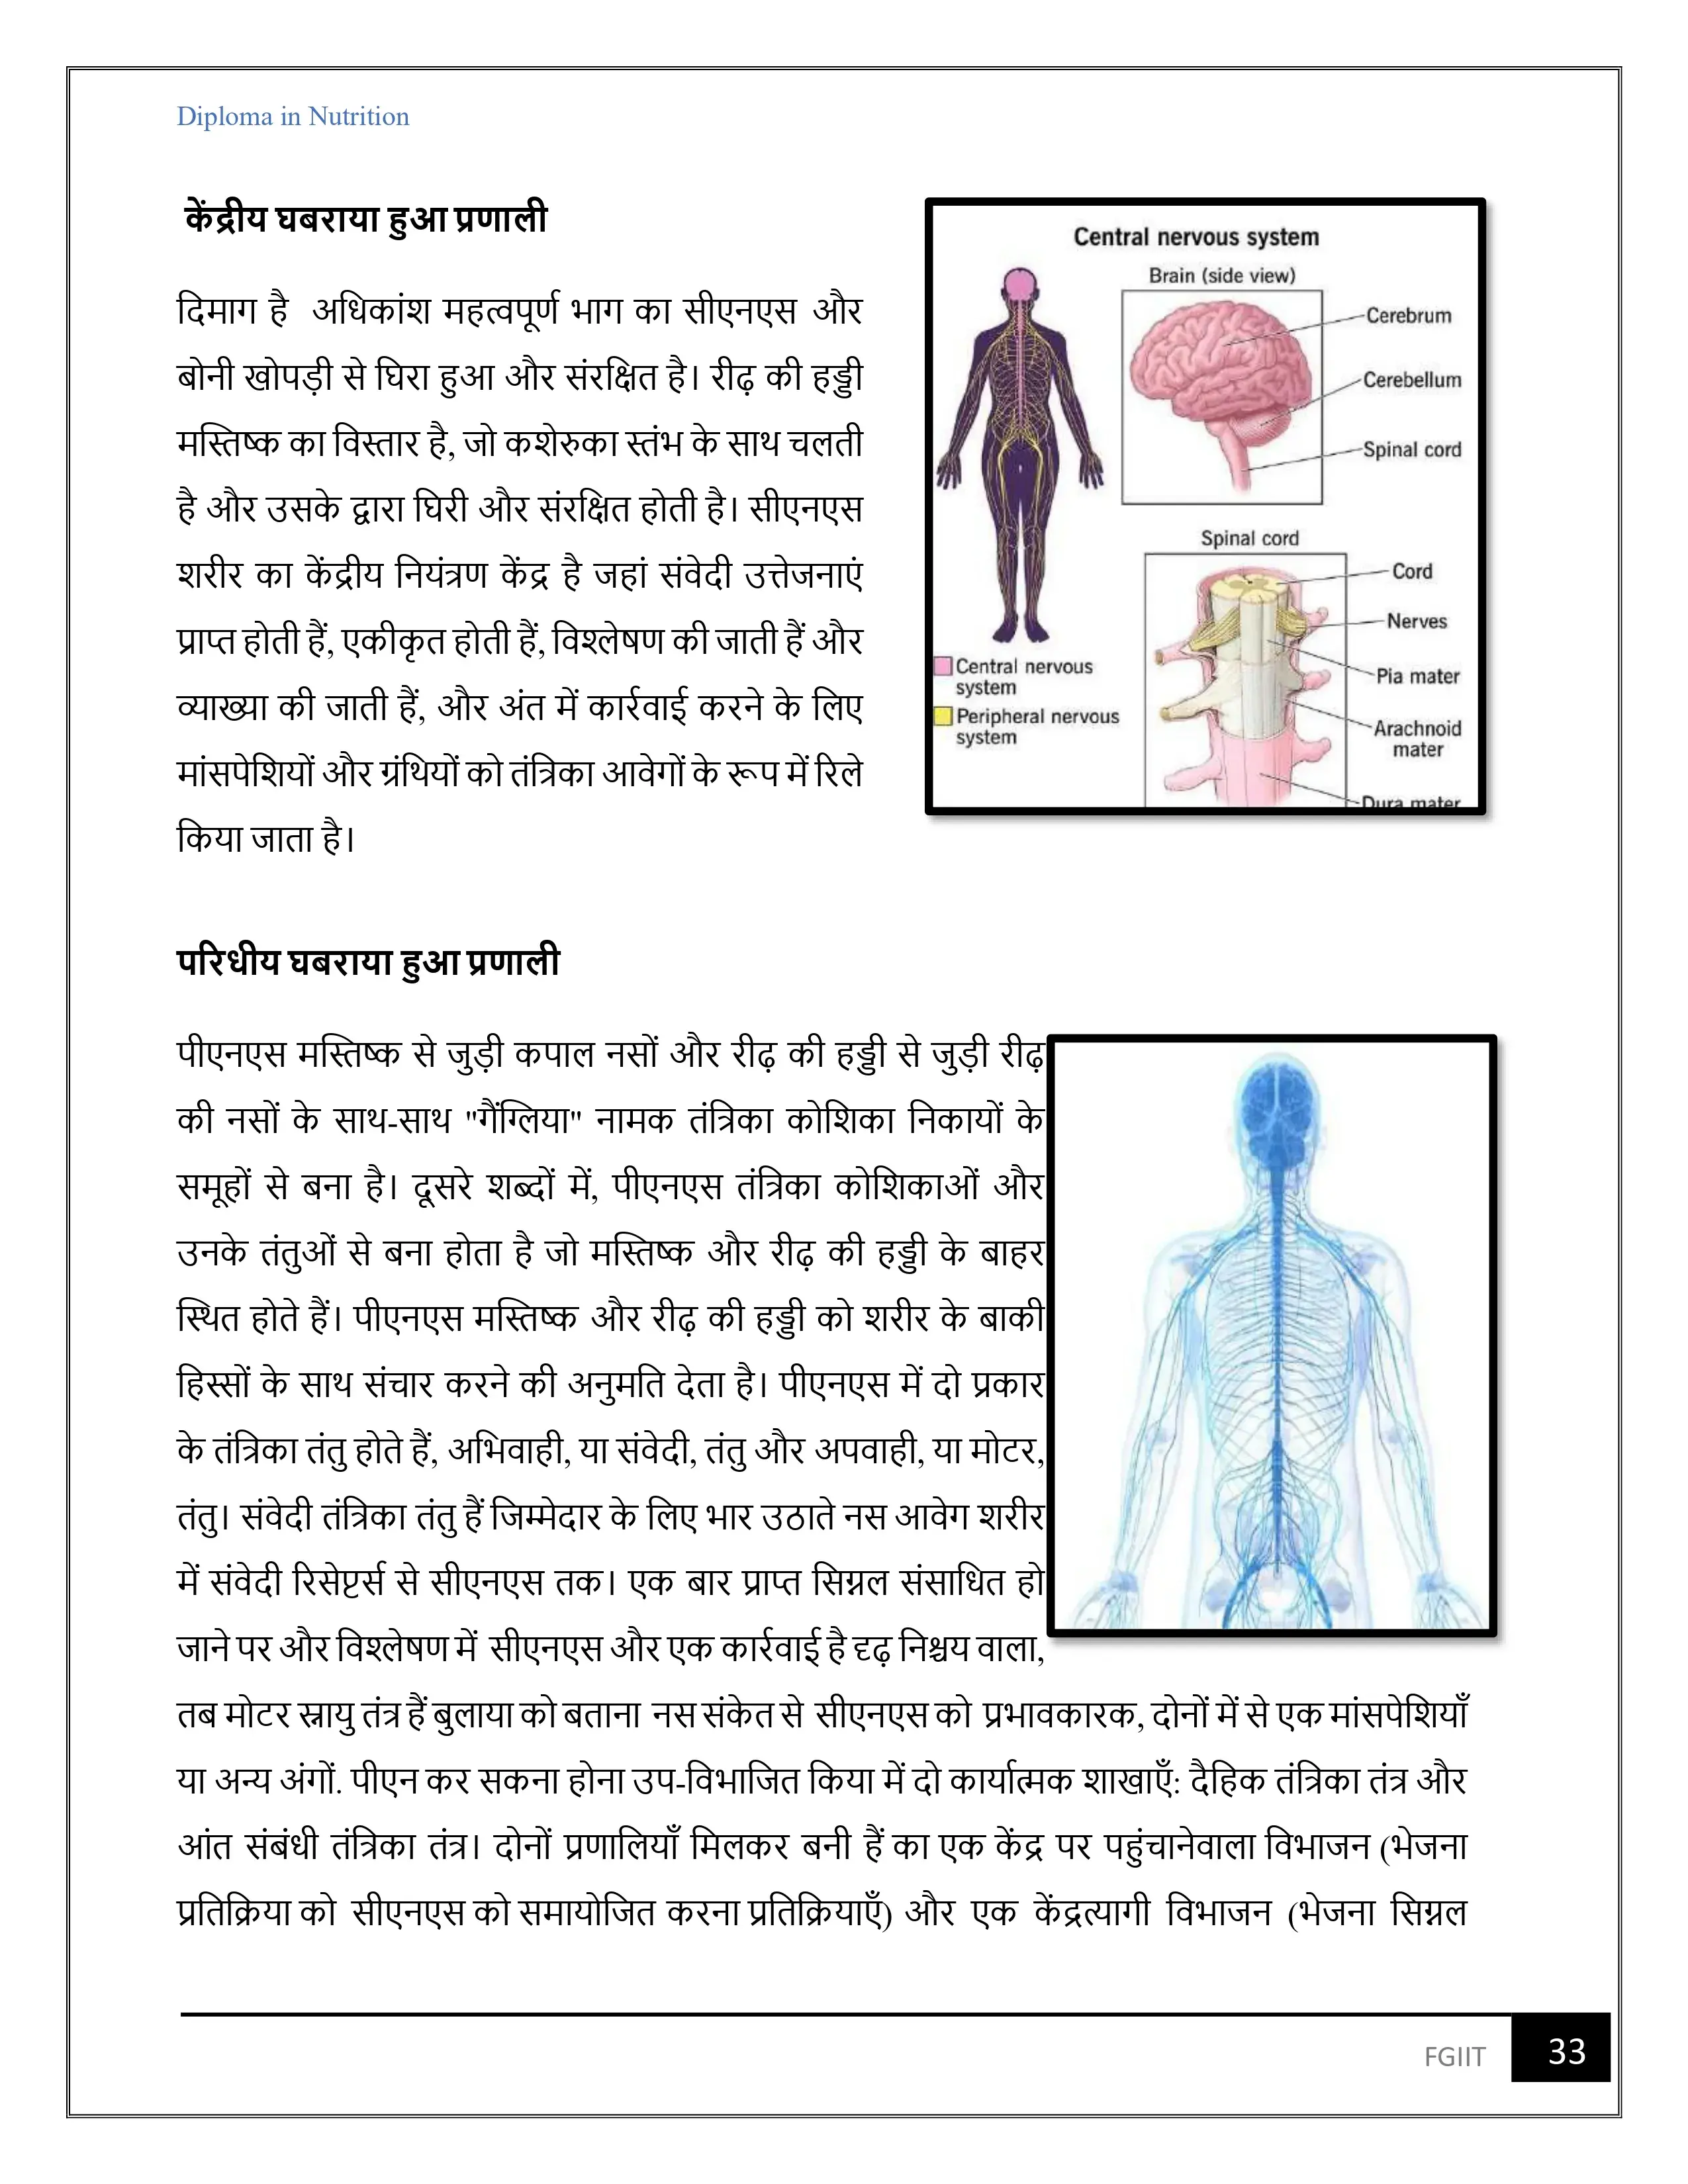 Diploma in Nutrition
केंद्रीय घबराया हुआ प्रणाली
दिमाग है अधिकांश महत्वपूर्ण भाग का सीएनएस और
बोनी खोपड़ी से घिरा हुआ और संरक्षित है। रीढ़ की हड्डी
मस्तिष्क का विस्तार है, जो कशेरुका स्तंभ के साथ चलती
है और उसके द्वारा घिरी और संरक्षित होती है। सीएनएस
शरीर का केंद्रीय नियंत्रण केंद्र है जहां संवेदी उत्तेजनाएं
प्राप्त होती हैं, एकीकृत होती हैं, विश्लेषण की जाती हैं और
व्याख्या की जाती हैं, और अंत में कार्रवाई करने के लिए
मांसपेशियों और ग्रंथियों को तंत्रिका आवेगों के रूप में रिले
किया जाता है।
Central nervous system
Brain (side view)
Cerebrum
Cerebellum
Spinal cord
Spinal cord
Cord
Nerves
Pia mater
Arachnoid
mater
Dura mater
Central nervous
system
Peripheral nervous
system
परिधीय घबराया हुआ प्रणाली
पीएनएस मस्तिष्क से जुड़ी कपाल नसों और रीढ़ की हड्डी से जुड़ी रीढ़
की नसों के साथ-साथ "गैंग्लिया" नामक तंत्रिका कोशिका निकायों के
समूहों से बना है। दूसरे शब्दों में, पीएनएस तंत्रिका कोशिकाओं और
उनके तंतुओं से बना होता है जो मस्तिष्क और रीढ़ की हड्डी के बाहर
स्थित होते हैं। पीएनएस मस्तिष्क और रीढ़ की हड्डी को शरीर के बाकी
हिस्सों के साथ संचार करने की अनुमति देता है। पीएनएस में दो प्रकार
के तंत्रिका तंतु होते हैं, अभिवाही, या संवेदी, तंतु और अपवाही, या मोटर,
तंतु। संवेदी तंत्रिका तंतु हैं जिम्मेदार के लिए भार उठाते नस आवेग शरीर
में संवेदी रिसेप्टर्स से सीएनएस तक। एक बार प्राप्त सिग्नल संसाधित हो
जाने पर और विश्लेषण में सीएनएस और एक कार्रवाई है दृढ़ निश्चय वाला,
तब मोटर स्नायु तंत्र हैं बुलाया को बताना नस संकेत से सीएनएस को प्रभावकारक, दोनों में से एक मांसपेशियाँ
या अन्य अंगों. पीएन कर सकना होना उप-विभाजित किया में दो कार्यात्मक शाखाएँ: दैहिक तंत्रिका तंत्र और
आंत संबंधी तंत्रिका तंत्र। दोनों प्रणालियाँ मिलकर बनी हैं का एक केंद्र पर पहुंचानेवाला विभाजन (भेजना
प्रतिक्रिया को सीएनएस को समायोजित करना प्रतिक्रियाएँ) और एक केंद्रत्यागी विभाजन (भेजना सिग्नल
FGIIT
33